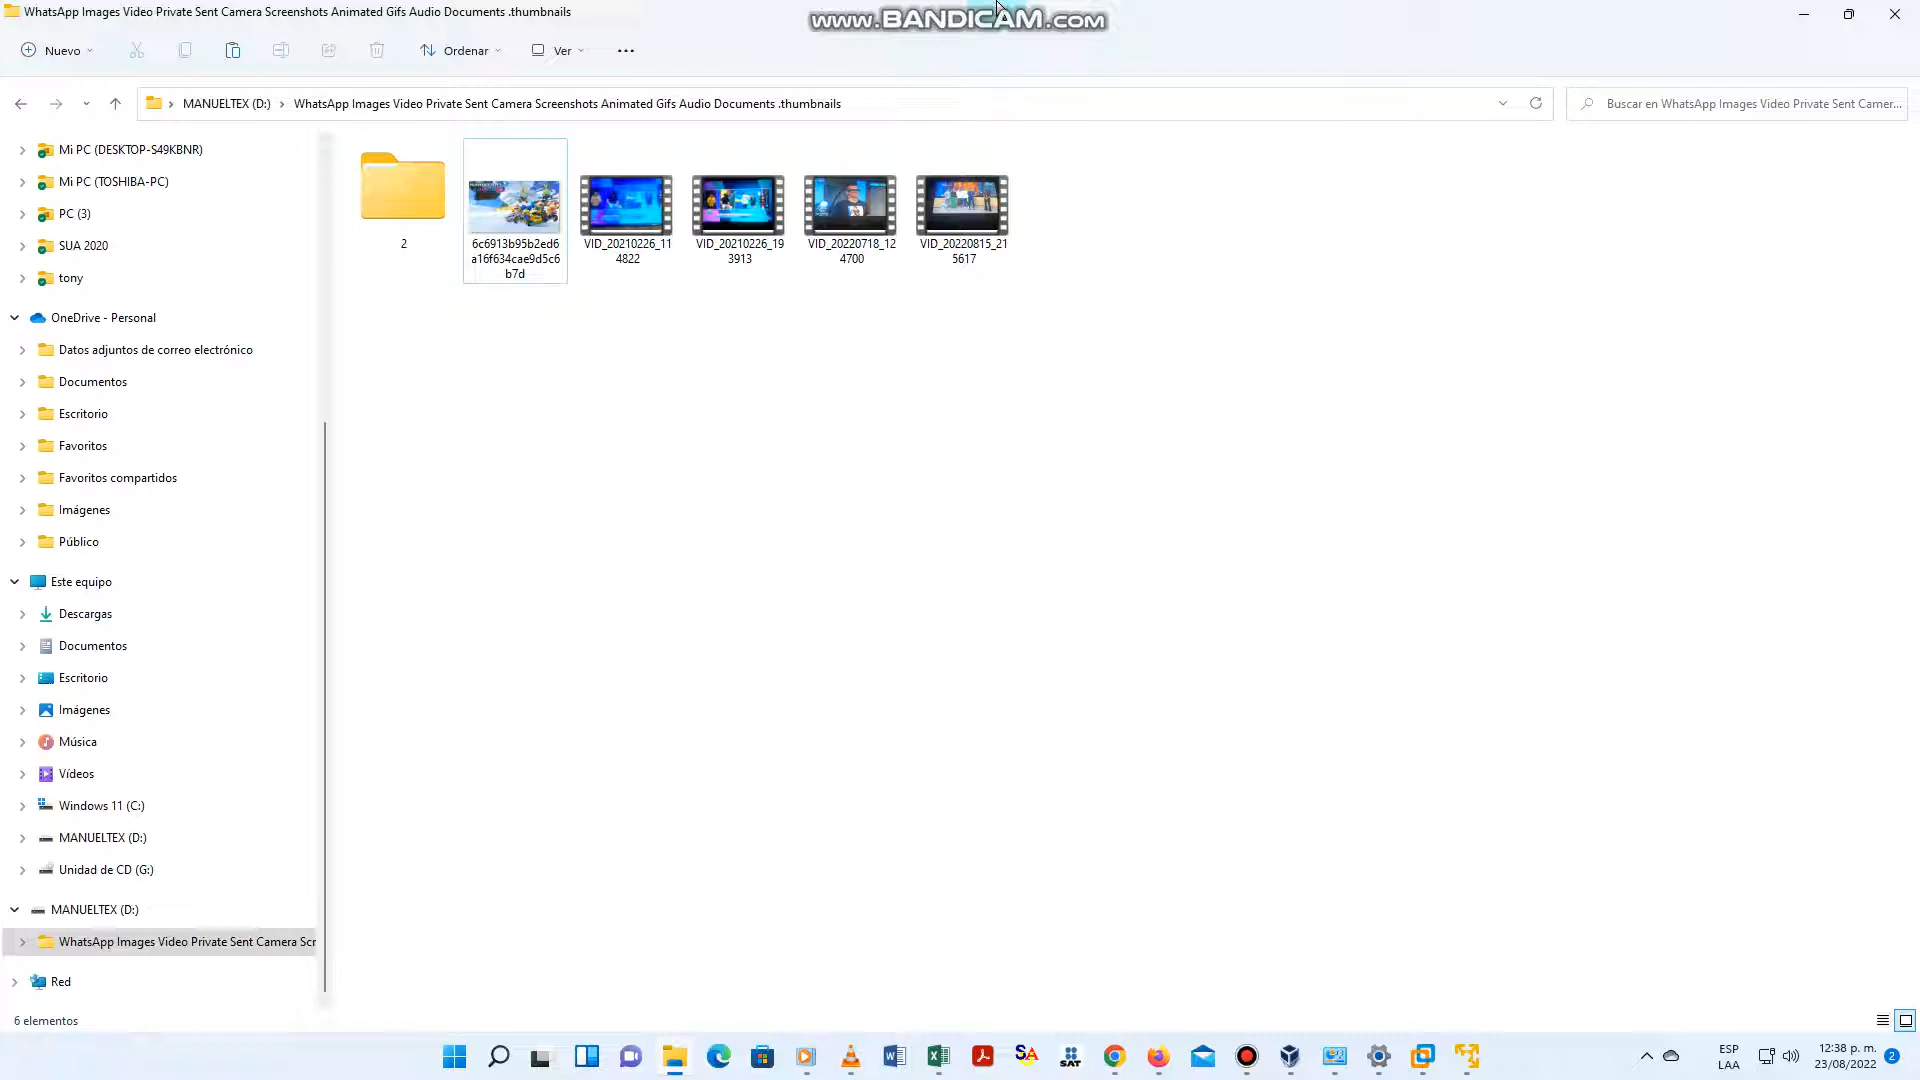 WhatsApp Images Video Private Sent Camera Screenshots Animated Gifs Audio Documents .thumbnails
www.BANDICAM.COM
Nuevo
Ordenar
Ver
MANUELTEX (D:)
WhatsApp Images Video Private Sent Camera Screenshots Animated Gifs Audio Documents .thumbnails
Buscar en WhatsApp Images Video Private Sent Camer...
Mi PC (DESKTOP-S49KBNR)
Mi PC (TOSHIBA-PC)
PC (3)
SUA 2020
tony
OneDrive - Personal
Datos adjuntos de correo electrónico
Documentos
Escritorio
Favoritos
Favoritos compartidos
Imágenes
Público
Este equipo
Descargas
Documentos
Escritorio
Imágenes
Música
Vídeos
Windows 11 (C:)
MANUELTEX (D:)
Unidad de CD (G:)
MANUELTEX (D:)
WhatsApp Images Video Private Sent Camera Scr
Red
2
6c6913b95b2ed6
a16f634cae9d5c6
b7d
VID_20210226_11
4822
VID_20210226_19
3913
VID_20220718_12
4700
VID_20220815_21
5617
6 elementos
SAT
ESP
LAA
12:38 p. m.
23/08/2022
2